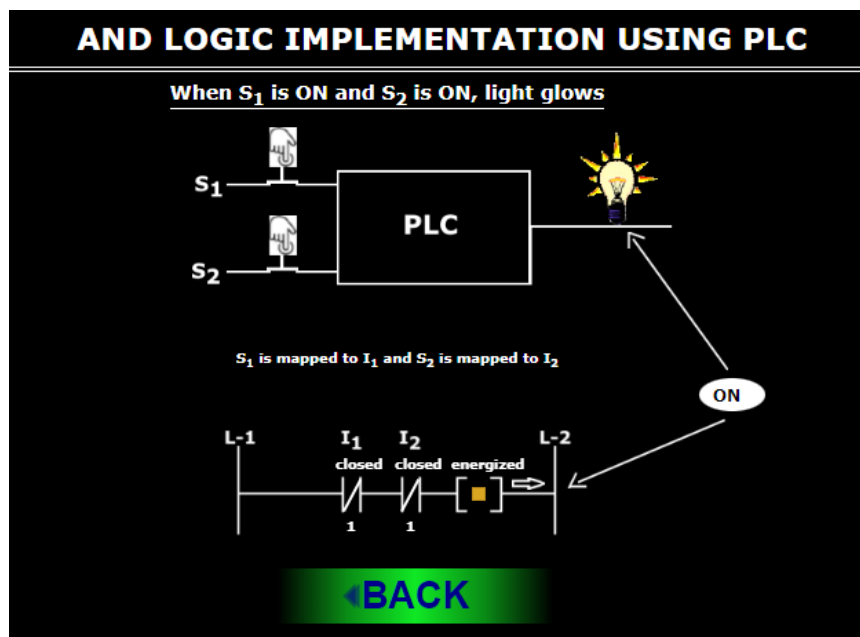 AND LOGIC IMPLEMENTATION USING PLC
When S1 is ON and S2 is ON, light glows
S1
PLC
S2
S1 is mapped to I1 and S2 is mapped to I2
ON
L-1 I1 I2 L-2
closed closed energized
1 1
BACK